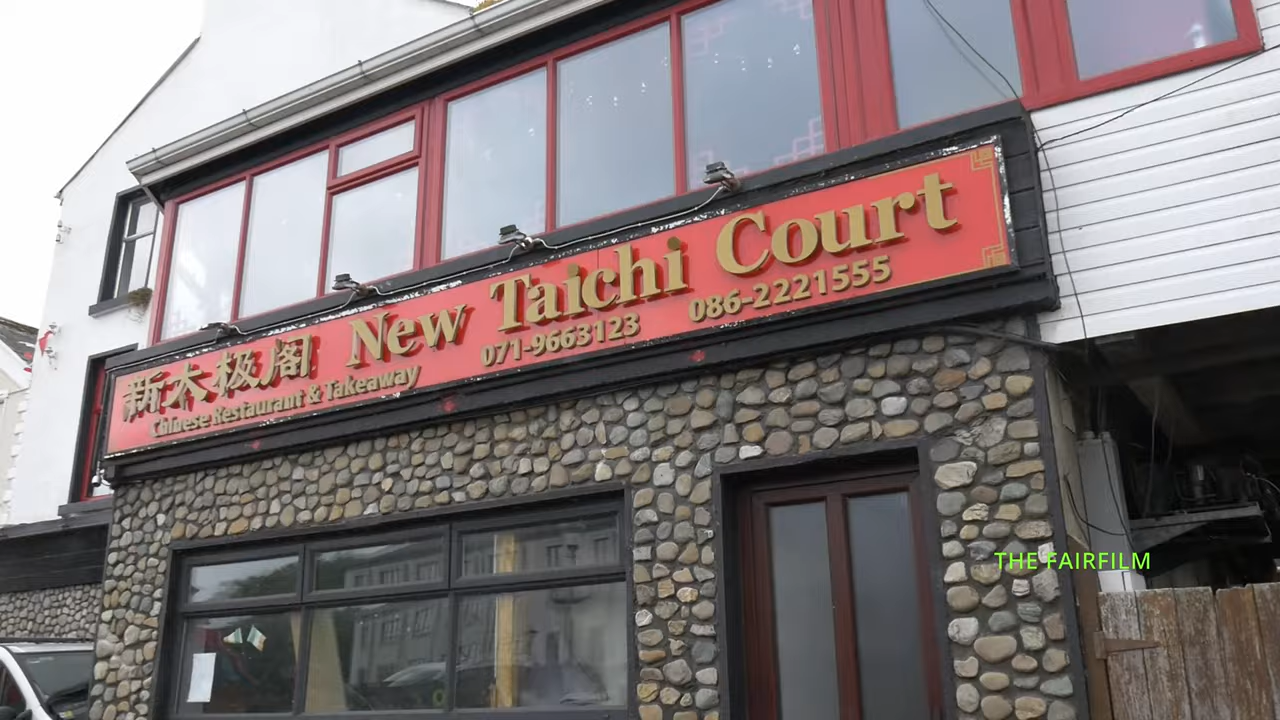 新太极阁 New Taichi Court
Chinese Restaurant & Takeaway 071-9663123 086-2221555
THE FAIRFILM